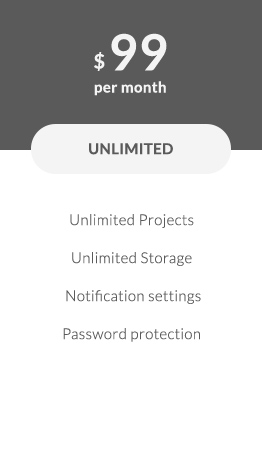 $ 99
per month
UNLIMITED
Unlimited Projects
Unlimited Storage
Notification settings
Password protection